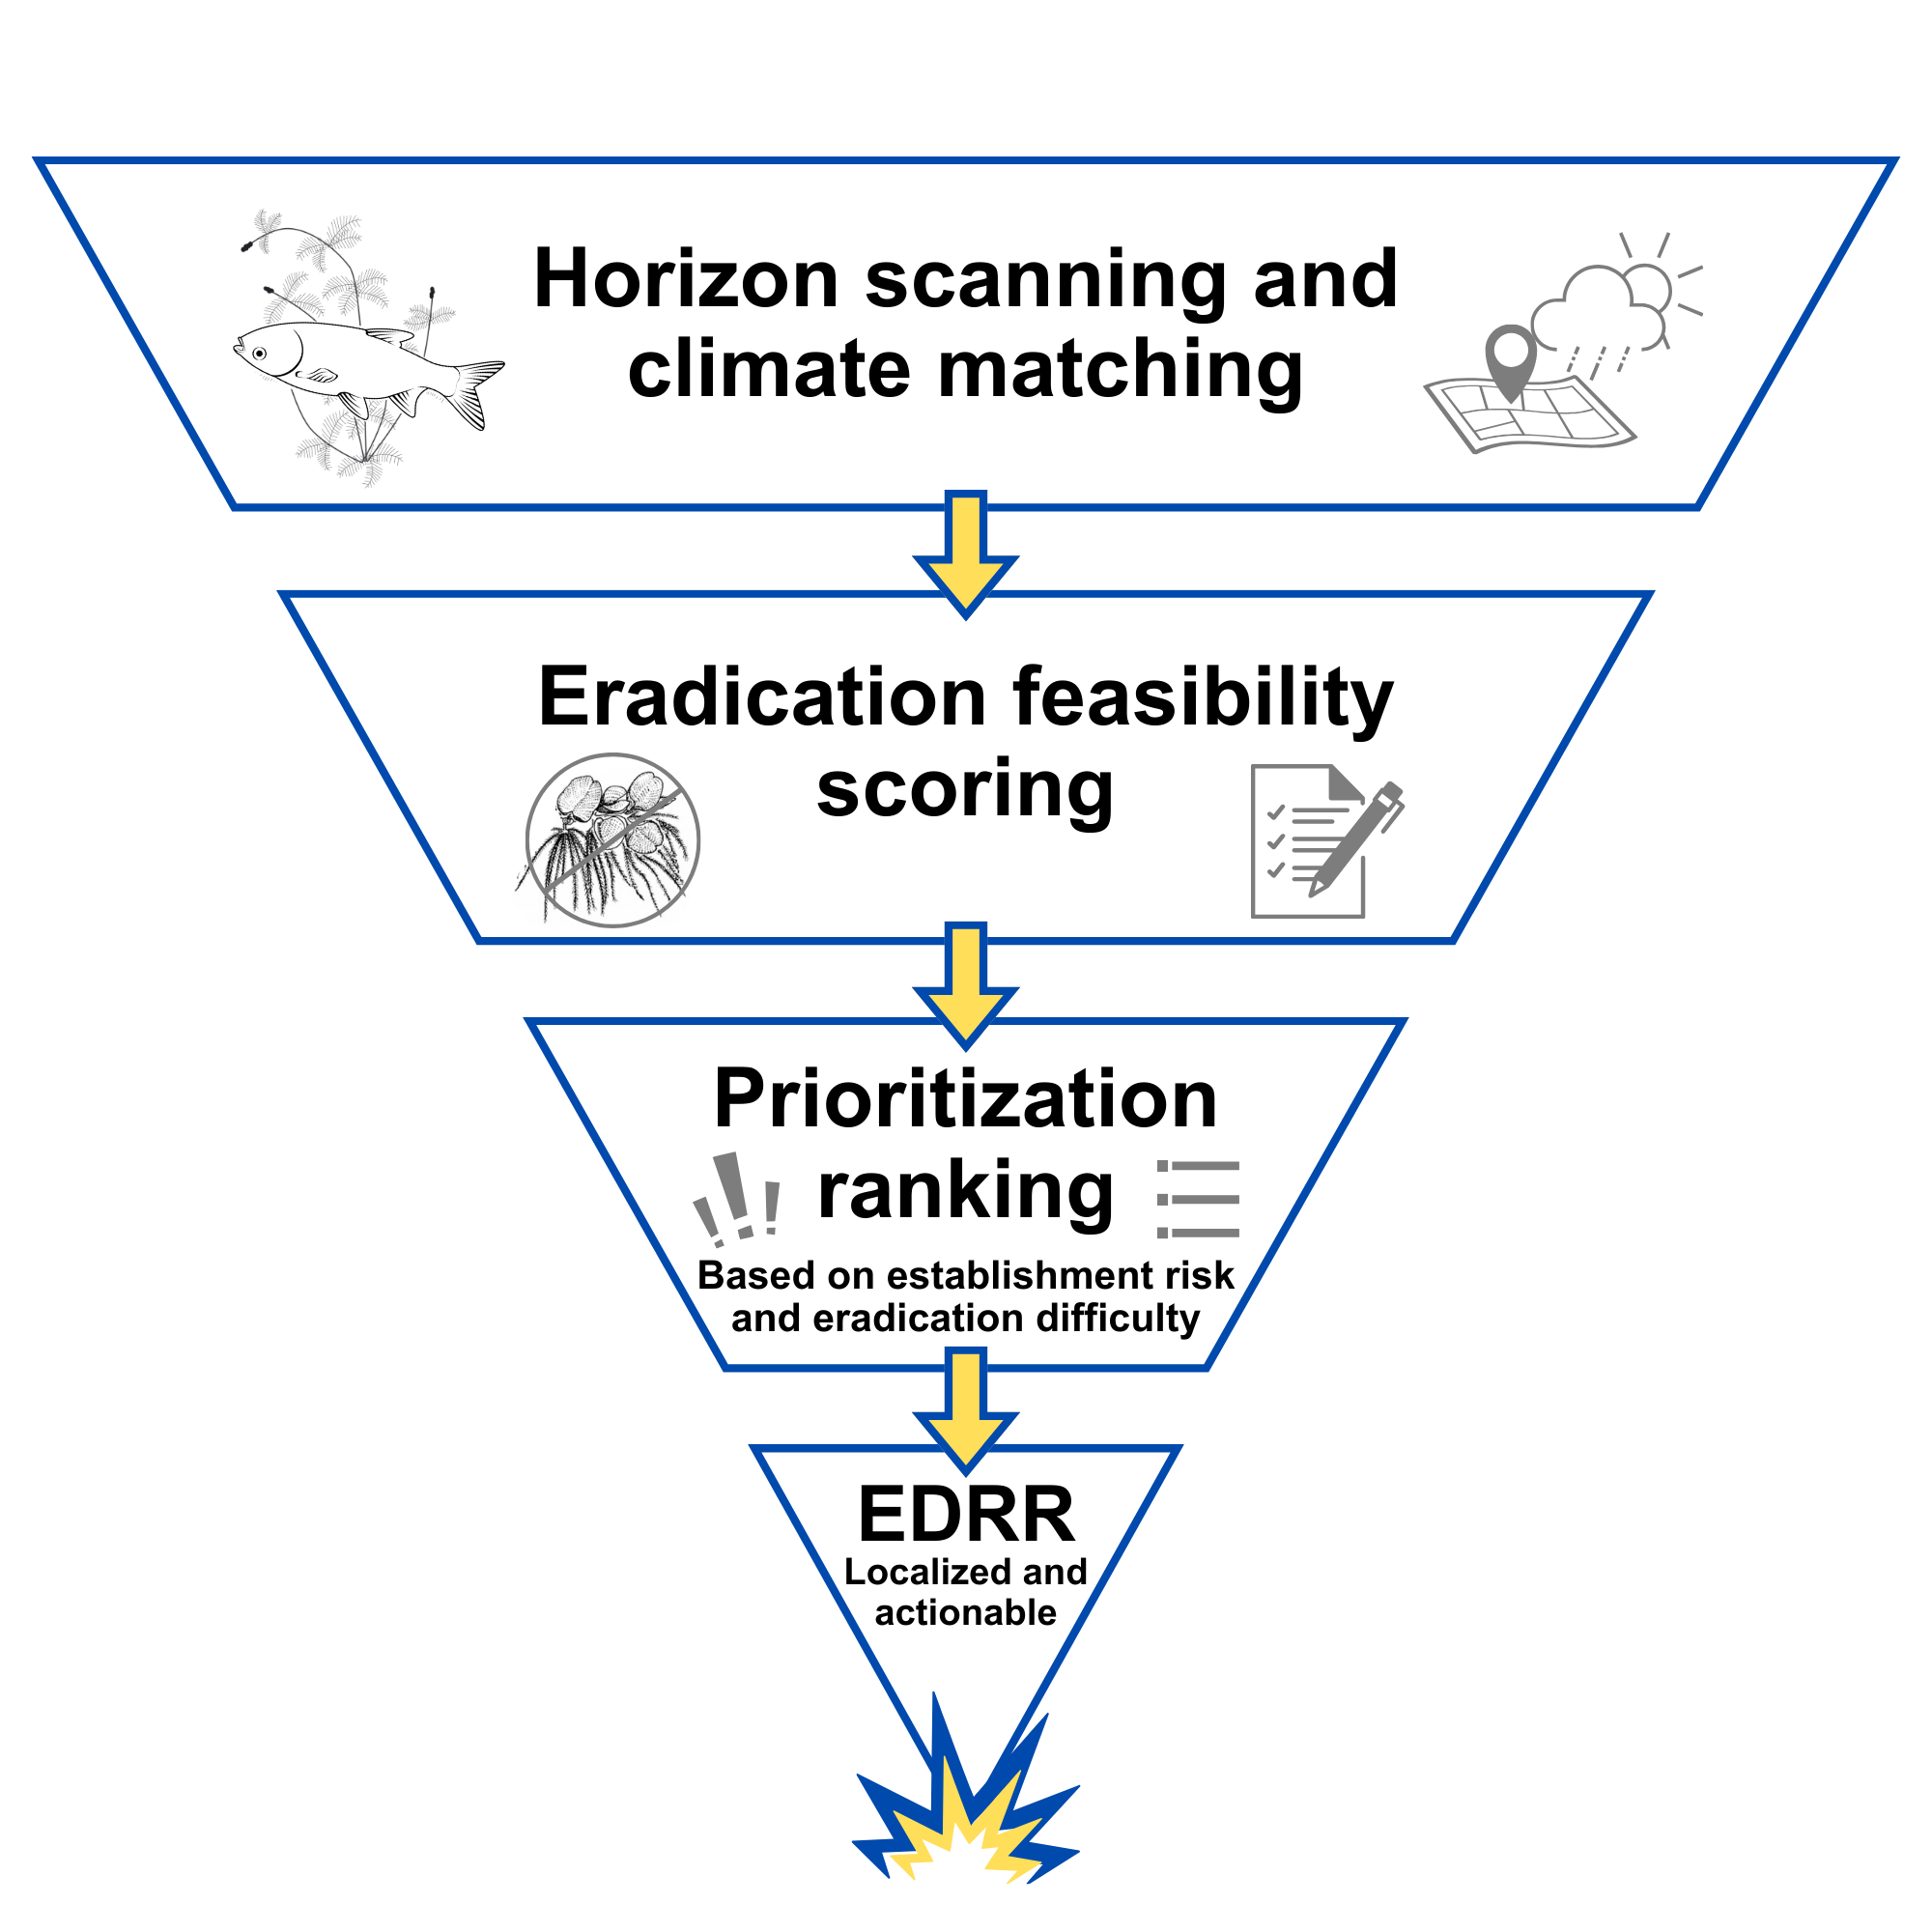 Horizon scanning and
climate matching
Eradication feasibility
scoring
Prioritization
ranking
Based on establishment risk
and eradication difficulty
EDRR
Localized and
actionable